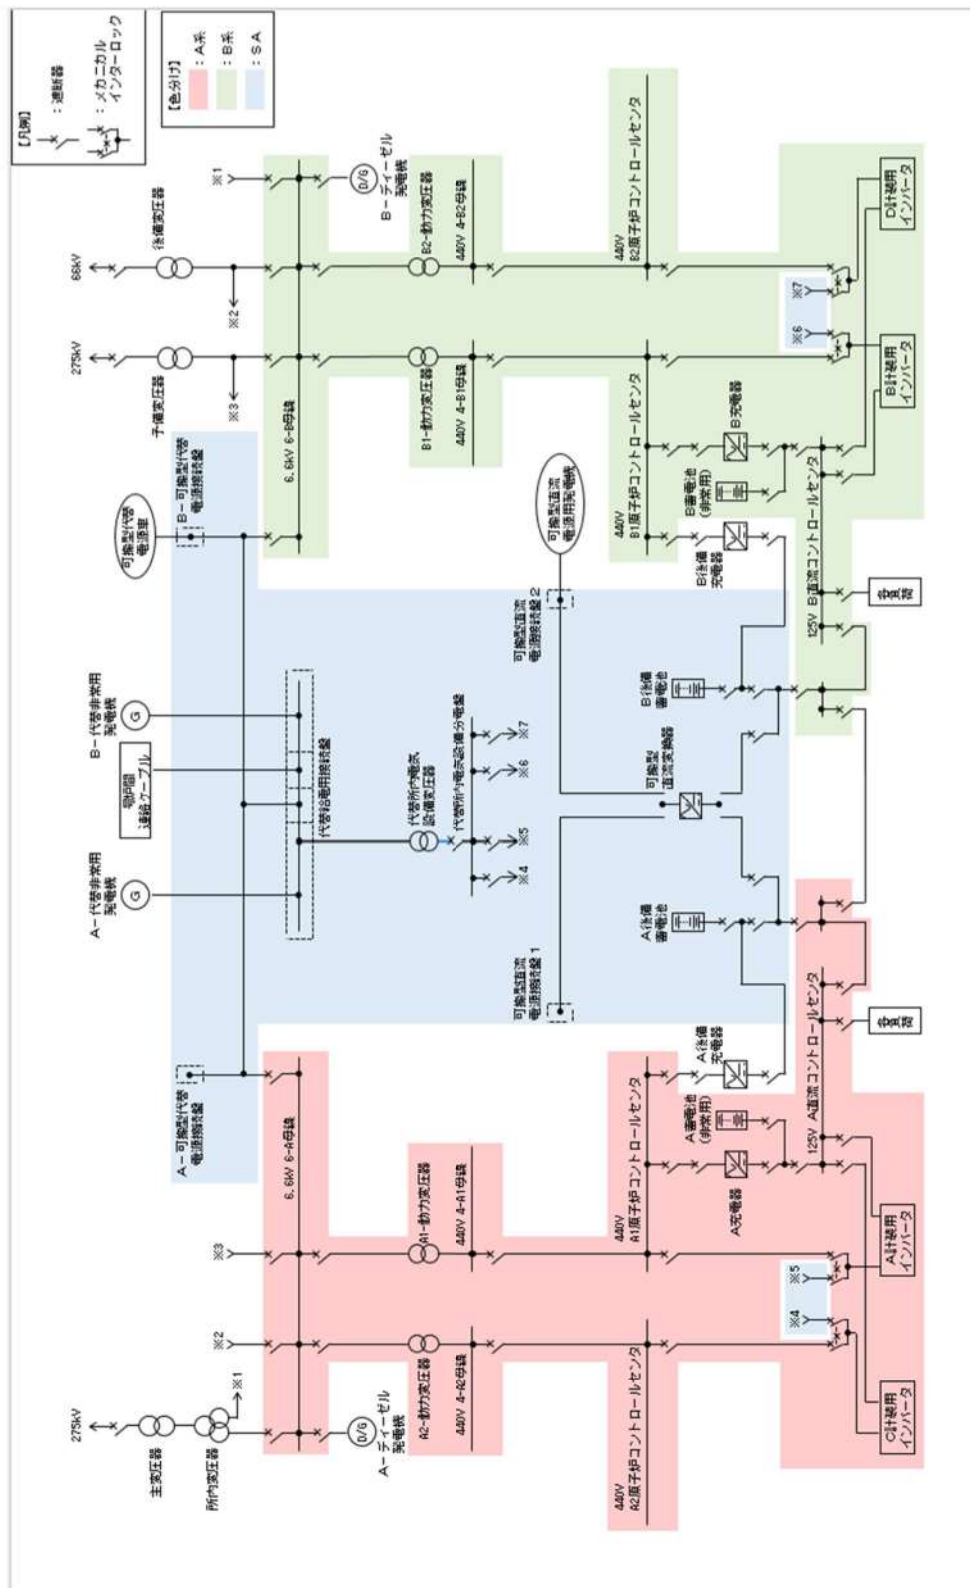 【凡例】
：遮断器
：メカニカル
インターロック
【色分け】
：A系
：B系
：SA
275kV
主変圧器
所内変圧器
※1
※2
※3
275kV
予備変圧器
※3
66kV
後備変圧器
※2
※1
A－可搬型代替
電源接続盤
A－代替非常用
発電機
号炉間
連絡ケーブル
B－代替非常用
発電機
可搬型代替
電源車
B－可搬型代替
電源接続盤
代替給電用接続盤
6.6kV 6-A母線
6.6kV 6-B母線
D/G
A－ディーゼル
発電機
D/G
B－ディーゼル
発電機
G
G
A2-動力変圧器
A1-動力変圧器
代替所内電気
設備変圧器
B1-動力変圧器
B2-動力変圧器
440V 4-A2母線
440V 4-A1母線
代替所内電気設備分電盤
440V 4-B1母線
440V 4-B2母線
※4
※5
※6
※7
可搬型直流
電源接続盤1
可搬型直流
電源接続盤2
可搬型直流
電源用発電機
440V
A2原子炉コントロールセンタ
440V
A1原子炉コントロールセンタ
440V
B1原子炉コントロールセンタ
440V
B2原子炉コントロールセンタ
A充電器
A蓄電池
(非常用)
A後備
充電器
A後備
蓄電池
可搬型
直流変換器
B後備
蓄電池
B後備
充電器
B蓄電池
(非常用)
B充電器
125V A直流コントロールセンタ
125V B直流コントロールセンタ
各負荷
各負荷
※4
※5
※6
※7
C計装用
インバータ
A計装用
インバータ
B計装用
インバータ
D計装用
インバータ